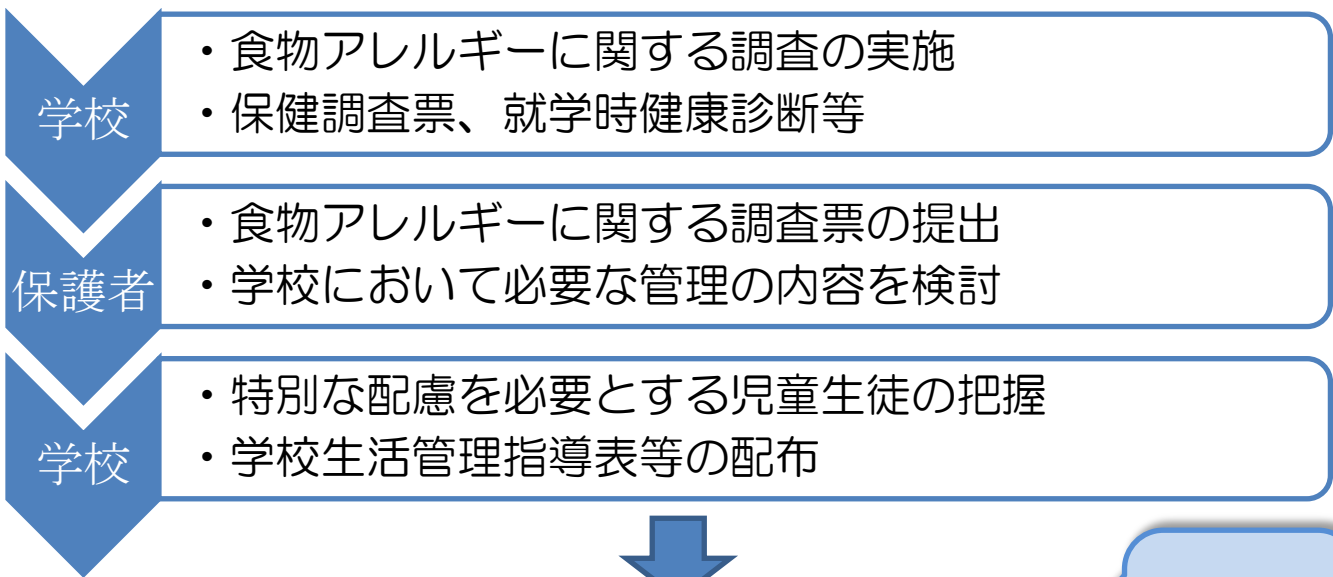 学校
・食物アレルギーに関する調査の実施
・保健調査票、就学時健康診断等
保護者
・食物アレルギーに関する調査票の提出
・学校において必要な管理の内容を検討
学校
・特別な配慮を必要とする児童生徒の把握
・学校生活管理指導表等の配布